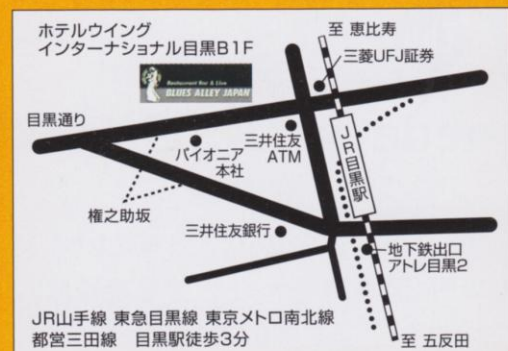 ホテルウイング
インターナショナル目黒B1F
至 恵比寿
三菱UFJ証券
Restaurant Bar & Live
BLUES ALLEY JAPAN
目黒通り
パイオニア
本社
三井住友
ATM
JR目黒駅
権之助坂
三井住友銀行
地下鉄出口
アトレ目黒2
JR山手線 東急目黒線 東京メトロ南北線
都営三田線 目黒駅徒歩3分
至 五反田